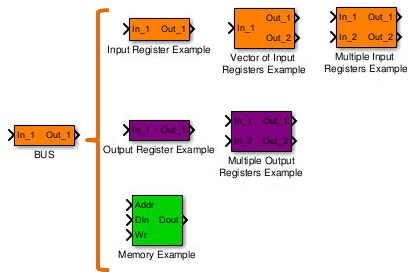 In_1 Out_1
Input Register Example
In_1 Out_1
Out_2
Vector of Input
Registers Example
In_1 Out_1
In_2 Out_2
Multiple Input
Registers Example
In_1 Out_1
BUS
In_1 Out_1
Output Register Example
In_1 Out_1
In_2 Out_2
Multiple Output
Registers Example
Addr
Din Dout
Wr
Memory Example